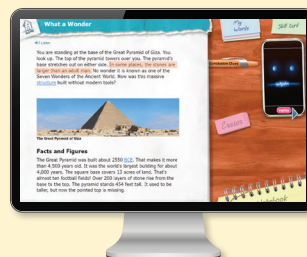 What a Wonder
Listen
You are standing at the base of the Great Pyramid of Giza. You
look up. The top of the pyramid towers over you. The pyramid's
base stretches out on either side. In some places, the stones are
larger than an adult man. No wonder it is known as one of the
Seven Wonders of the Ancient World. How was this massive
structure built without modern tools?
The Great Pyramid of Giza
Facts and Figures
The Great Pyramid was built about 2550 BCE. That makes it more
than 4,500 years old. It was the world's largest building for about
4,000 years. The square base covers 13 acres of land. That's
almost ten football fields! Over 200 layers of stone rise from the
base to the top. The pyramid stands 454 feet tall. It used to be
taller, but now the pointed top is missing.
My
Words
Skill Card
Conclusion Clues
Notebook